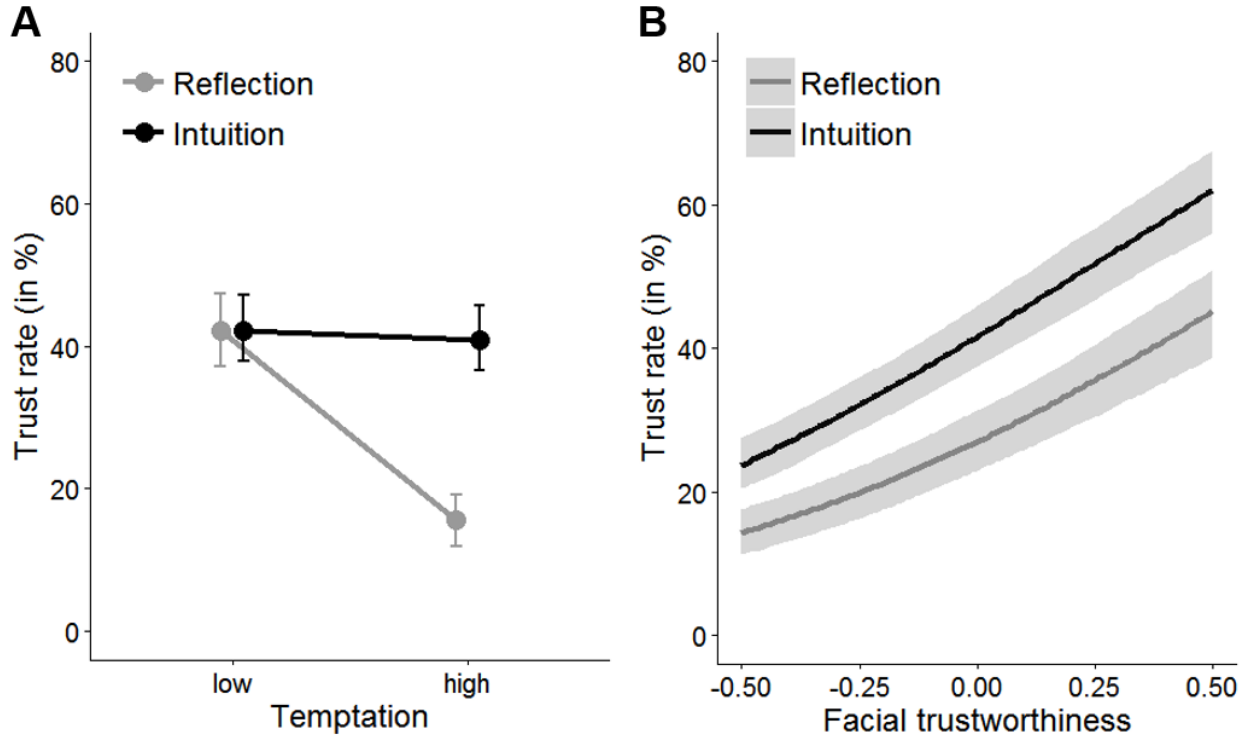 A
80
60
40
20
0
Trust rate (in %)
Reflection
Intuition
low
high
Temptation
B
80
60
40
20
0
Trust rate (in %)
Reflection
Intuition
-0.50
-0.25
0.00
0.25
0.50
Facial trustworthiness